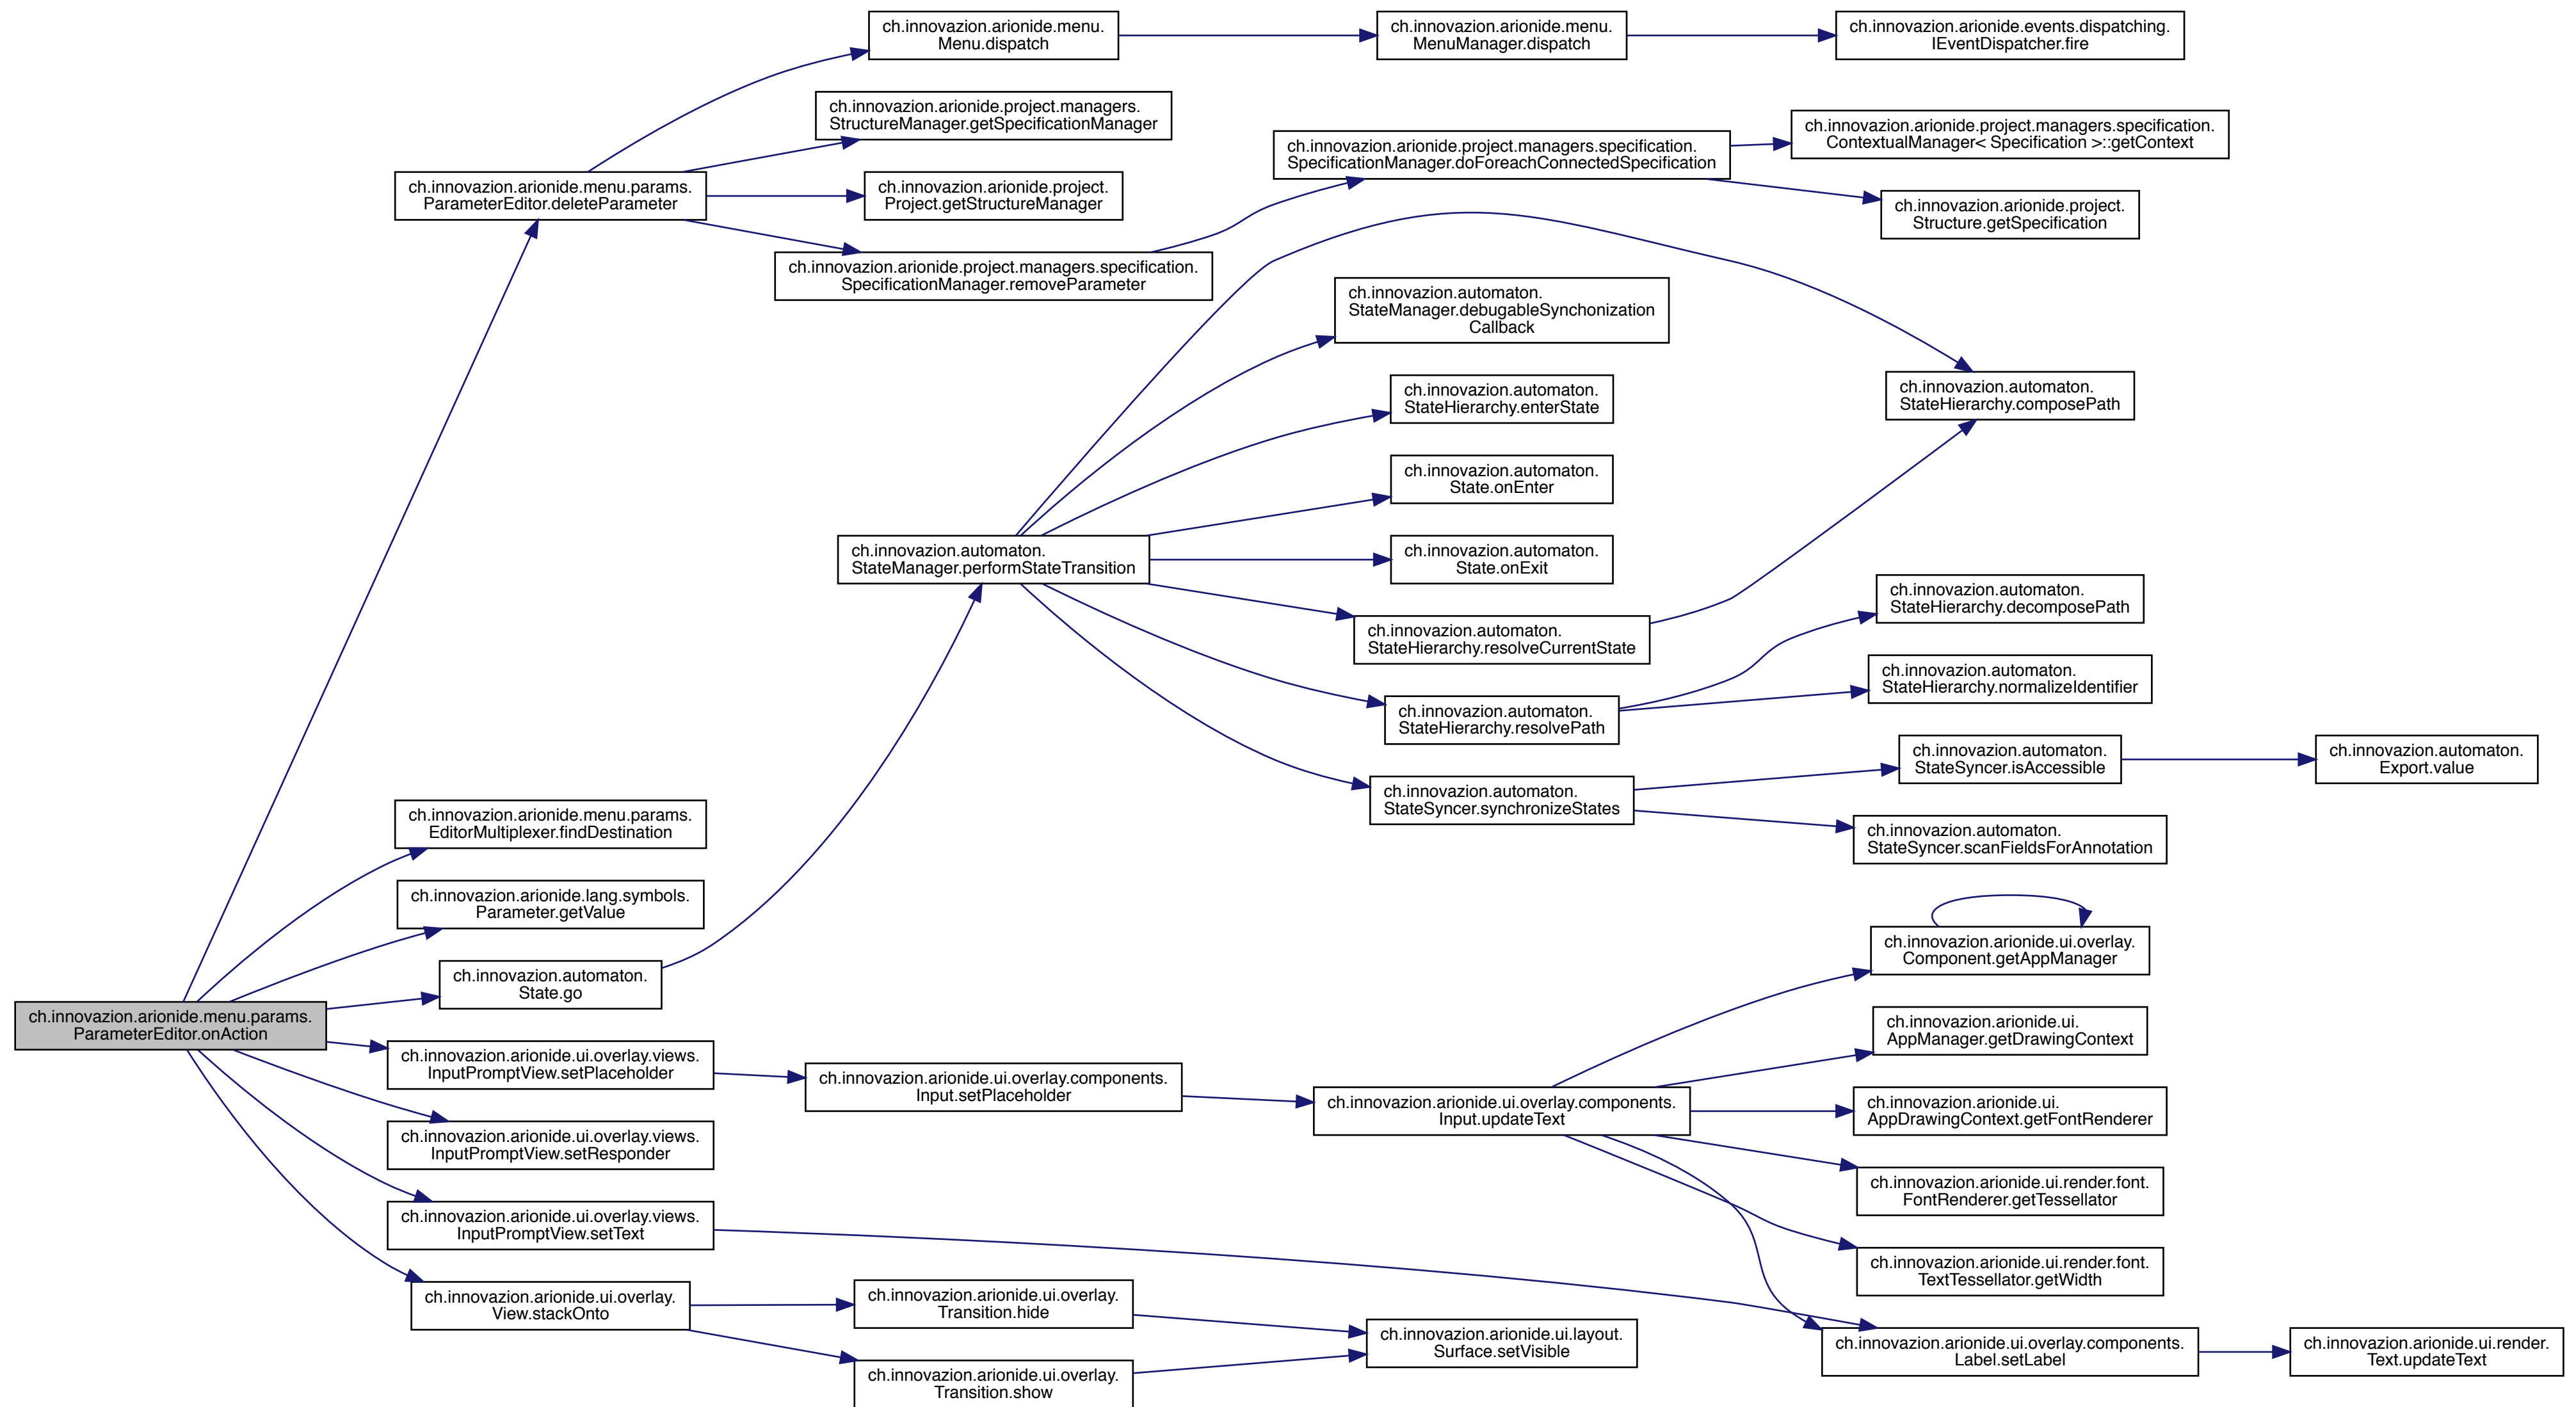 ch.innovazion.arionide.menu.params.
ParameterEditor.onAction
ch.innovazion.arionide.menu.params.
ParameterEditor.deleteParameter
ch.innovazion.arionide.menu.
Menu.dispatch
ch.innovazion.arionide.menu.
MenuManager.dispatch
ch.innovazion.arionide.events.dispatching.
IEventDispatcher.fire
ch.innovazion.arionide.project.managers.
StructureManager.getSpecificationManager
ch.innovazion.arionide.project.
Project.getStructureManager
ch.innovazion.arionide.project.managers.specification.
SpecificationManager.removeParameter
ch.innovazion.arionide.project.managers.specification.
SpecificationManager.doForeachConnectedSpecification
ch.innovazion.arionide.project.managers.specification.
ContextualManager< Specification >::getContext
ch.innovazion.arionide.project.
Structure.getSpecification
ch.innovazion.arionide.menu.params.
EditorMultiplexer.findDestination
ch.innovazion.arionide.lang.symbols.
Parameter.getValue
ch.innovazion.automaton.
State.go
ch.innovazion.automaton.
StateManager.performStateTransition
ch.innovazion.automaton.
StateManager.debugableSynchonization
Callback
ch.innovazion.automaton.
StateHierarchy.enterState
ch.innovazion.automaton.
State.onEnter
ch.innovazion.automaton.
State.onExit
ch.innovazion.automaton.
StateHierarchy.resolveCurrentState
ch.innovazion.automaton.
StateHierarchy.composePath
ch.innovazion.automaton.
StateHierarchy.resolvePath
ch.innovazion.automaton.
StateHierarchy.decomposePath
ch.innovazion.automaton.
StateHierarchy.normalizeIdentifier
ch.innovazion.automaton.
StateSyncer.synchronizeStates
ch.innovazion.automaton.
StateSyncer.isAccessible
ch.innovazion.automaton.
Export.value
ch.innovazion.automaton.
StateSyncer.scanFieldsForAnnotation
ch.innovazion.arionide.ui.overlay.views.
InputPromptView.setPlaceholder
ch.innovazion.arionide.ui.overlay.components.
Input.setPlaceholder
ch.innovazion.arionide.ui.overlay.components.
Input.updateText
ch.innovazion.arionide.ui.overlay.
Component.getAppManager
ch.innovazion.arionide.ui.
AppManager.getDrawingContext
ch.innovazion.arionide.ui.
AppDrawingContext.getFontRenderer
ch.innovazion.arionide.ui.render.font.
FontRenderer.getTessellator
ch.innovazion.arionide.ui.render.font.
TextTessellator.getWidth
ch.innovazion.arionide.ui.overlay.components.
Label.setLabel
ch.innovazion.arionide.ui.render.
Text.updateText
ch.innovazion.arionide.ui.overlay.views.
InputPromptView.setResponder
ch.innovazion.arionide.ui.overlay.views.
InputPromptView.setText
ch.innovazion.arionide.ui.overlay.
View.stackOnto
ch.innovazion.arionide.ui.overlay.
Transition.hide
ch.innovazion.arionide.ui.layout.
Surface.setVisible
ch.innovazion.arionide.ui.overlay.
Transition.show